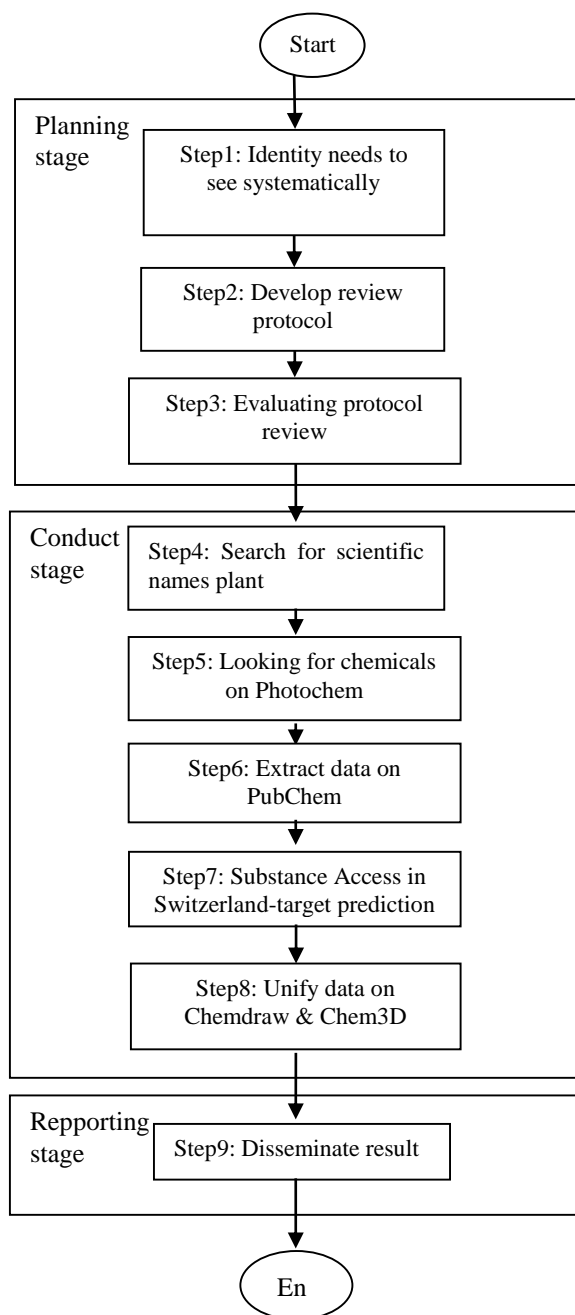 Start
Planning
stage
Step1: Identity needs to
see systematically
Step2: Develop review
protocol
Step3: Evaluating protocol
review
Conduct
stage
Step4: Search for scientific
names plant
Step5: Looking for chemicals
on Photochem
Step6: Extract data on
PubChem
Step7: Substance Access in
Switzerland-target prediction
Step8: Unify data on
Chemdraw & Chem3D
Repporting
stage
Step9: Disseminate result
En